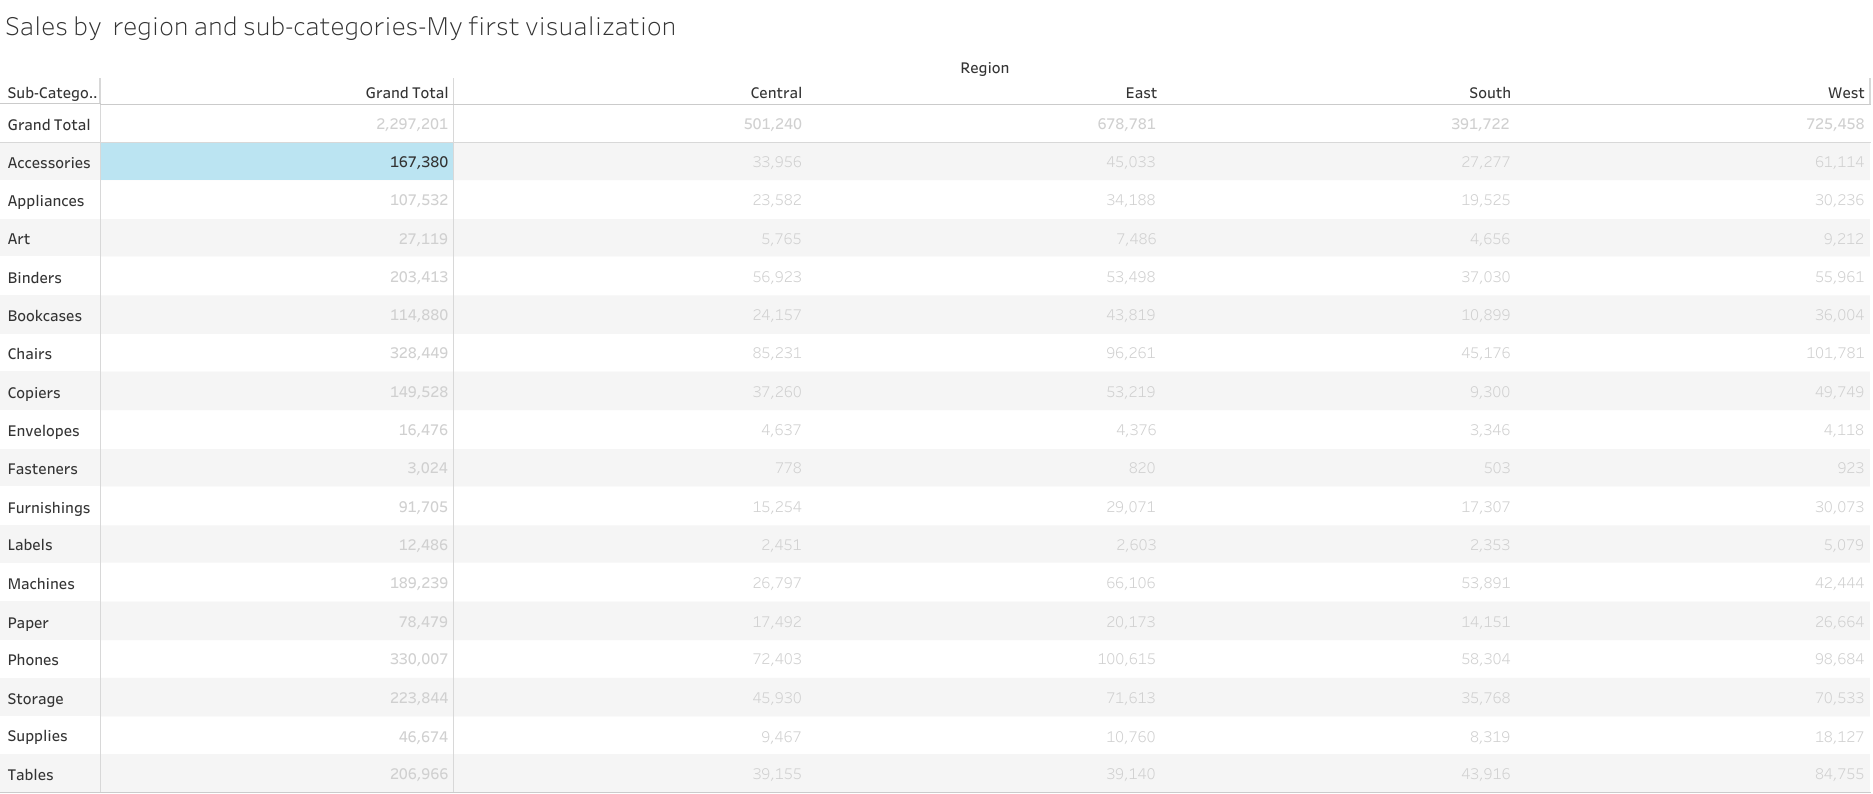 Sales by  region and sub-categories-My first visualization
Region
Sub-Catego.. Grand Total Central East South West
Grand Total 2,297,201 501,240 678,781 391,722 725,458
Accessories 167,380 33,956 45,033 27,277 61,114
Appliances 107,532 23,582 34,188 19,525 30,236
Art 27,119 5,765 7,486 4,656 9,212
Binders 203,413 56,923 53,498 37,030 55,961
Bookcases 114,880 24,157 43,819 10,899 36,004
Chairs 328,449 85,231 96,261 45,176 101,781
Copiers 149,528 37,260 53,219 9,300 49,749
Envelopes 16,476 4,637 4,376 3,346 4,118
Fasteners 3,024 778 820 503 923
Furnishings 91,705 15,254 29,071 17,307 30,073
Labels 12,486 2,451 2,603 2,353 5,079
Machines 189,239 26,797 66,106 53,891 42,444
Paper 78,479 17,492 20,173 14,151 26,664
Phones 330,007 72,403 100,615 58,304 98,684
Storage 223,844 45,930 71,613 35,768 70,533
Supplies 46,674 9,467 10,760 8,319 18,127
Tables 206,966 39,155 39,140 43,916 84,755